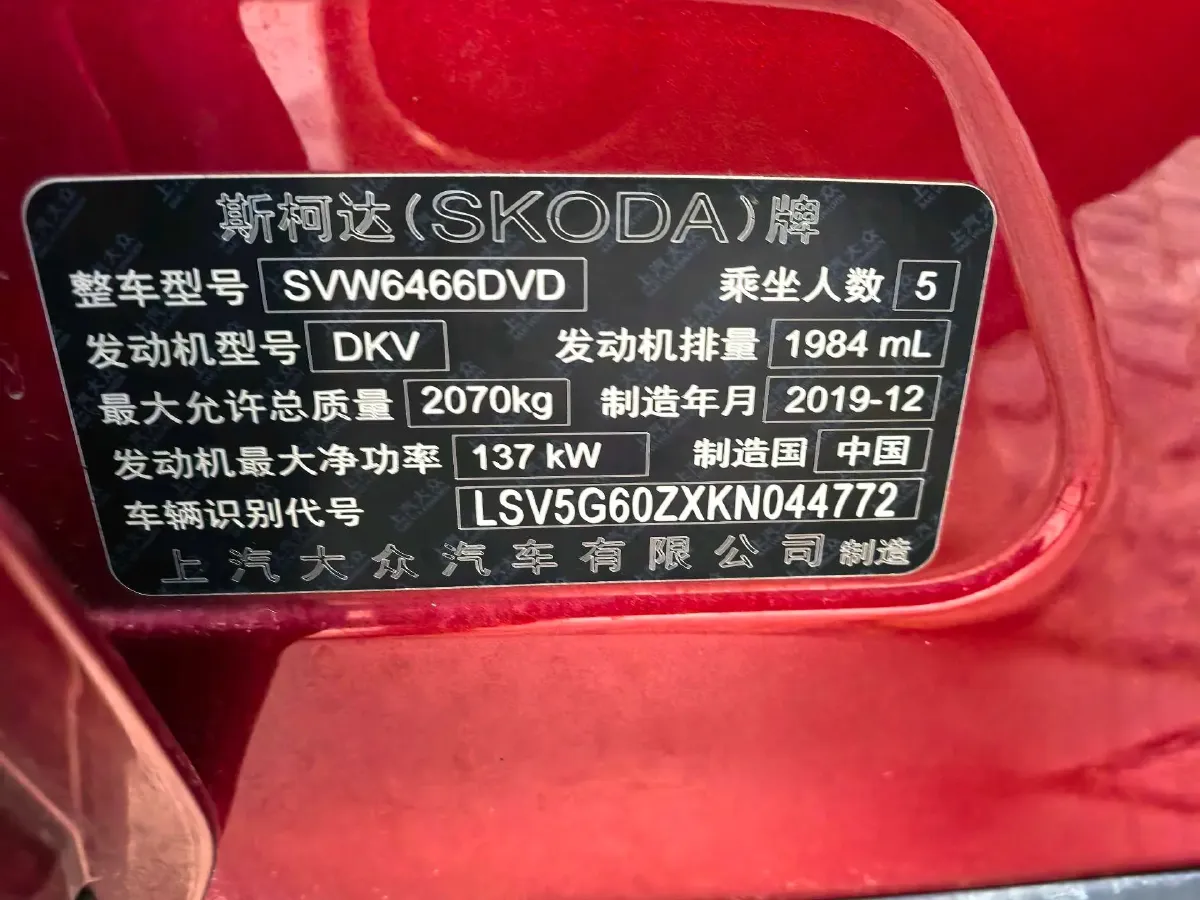 斯柯达(SKODA)牌
整车型号 SVW6466DVD 乘坐人数 5
发动机型号 DKV 发动机排量 1984 mL
最大允许总质量 2070kg 制造年月 2019-12
发动机最大净功率 137 kW 制造国 中国
车辆识别代号 LSV5G60ZXKN044772
上汽大众汽车有限公司 制造